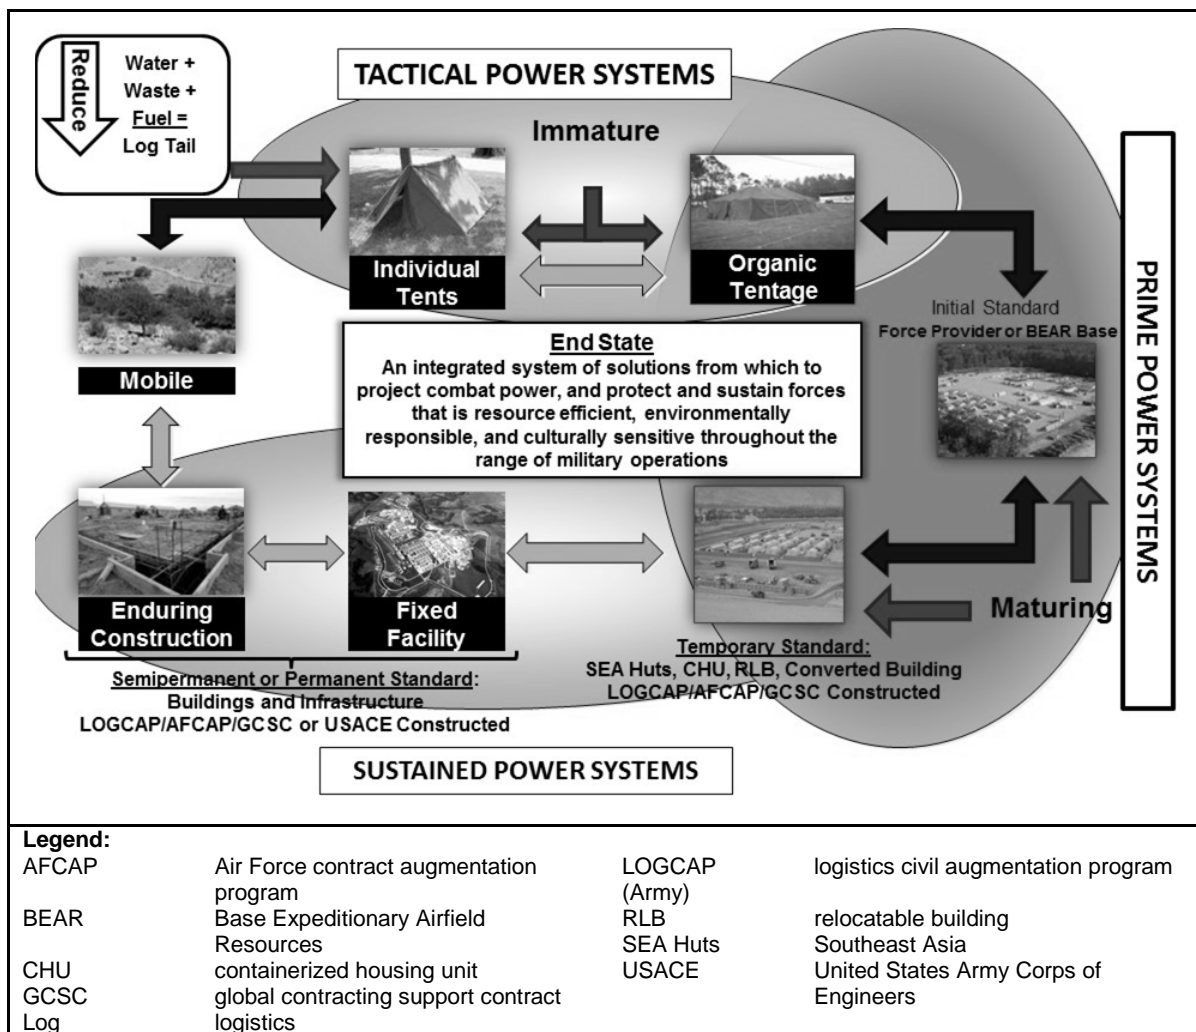 Reduce
Water +
Waste +
Fuel =
Log Tail
TACTICAL POWER SYSTEMS
Immature
Individual
Tents
Organic
Tentage
Mobile
Initial Standard
Force Provider or BEAR Base
PRIME POWER SYSTEMS
End State
An integrated system of solutions from which to
project combat power, and protect and sustain forces
that is resource efficient, environmentally
responsible, and culturally sensitive throughout the
range of military operations
Enduring
Construction
Fixed
Facility
Maturing
Semipermanent or Permanent Standard:
Buildings and Infrastructure
LOGCAP/AFCAP/GCSC or USACE Constructed
Temporary Standard:
SEA Huts, CHU, RLB, Converted Building
LOGCAP/AFCAP/GCSC Constructed
SUSTAINED POWER SYSTEMS
Legend:
AFCAP Air Force contract augmentation
program
BEAR Base Expeditionary Airfield
Resources
CHU containerized housing unit
GCSC global contracting support contract
Log logistics
LOGCAP logistics civil augmentation program
(Army)
RLB relocatable building
SEA Huts Southeast Asia
USACE United States Army Corps of
Engineers